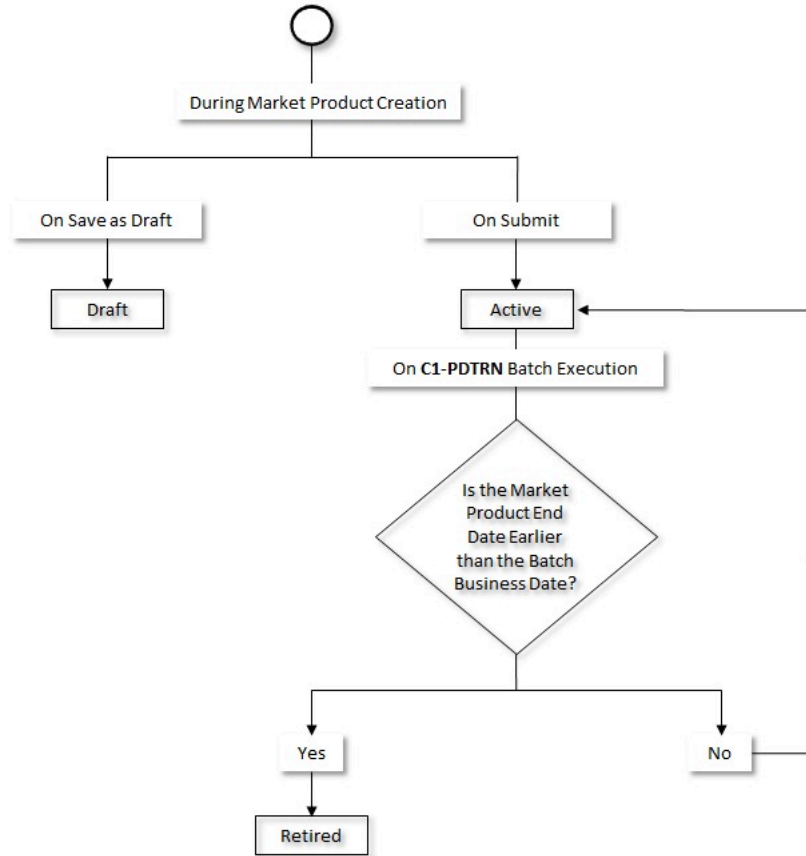 During Market Product Creation
On Save as Draft
On Submit
Draft
Active
On C1-PDTRN Batch Execution
Is the Market
Product End
Date Earlier
than the Batch
Business Date?
Yes
No
Retired